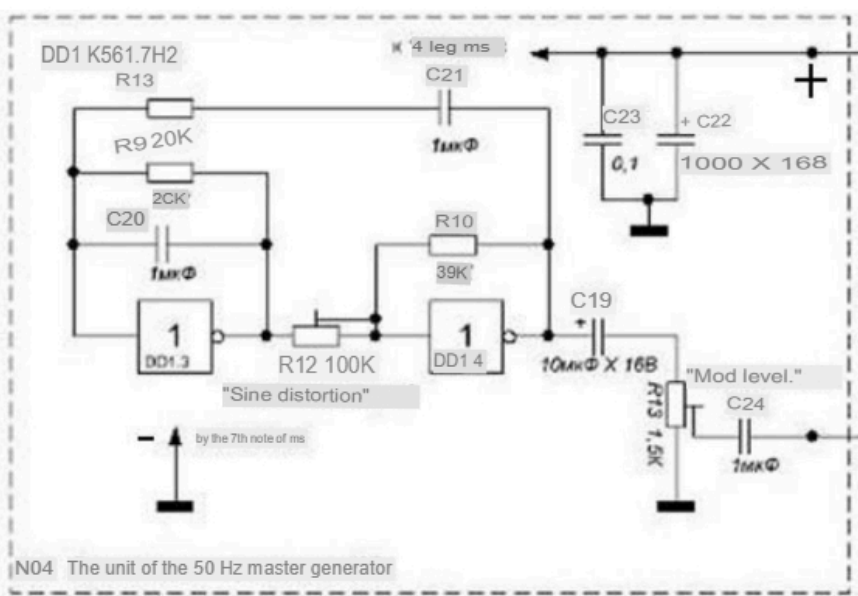 DD1 K561.7H2
к '4 leg ms :
R13
C21
R9 20K
1мкФ
C23
+ C22
0,1
1000 X 168
+
2CK'
C20
1мкФ
R10
39K'
1
DD1.3
1
DD1 4
C19
+
10мкФ X 16В
R12 100K
"Sine distortion"
"Mod level."
R13 1,5K
C24
1мкФ
-
by the 7th note of ms
N04 The unit of the 50 Hz master generator